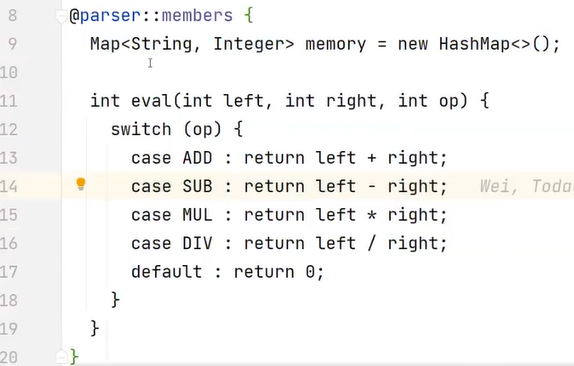 8 @parser::members {
9 Map<String, Integer> memory = new HashMap<>();
10
11 int eval(int left, int right, int op) {
12 switch (op) {
13 case ADD : return left + right;
14 case SUB : return left - right; Wei, Toda
15 case MUL : return left * right;
16 case DIV : return left / right;
17 default : return 0;
18 }
19 }
20 }